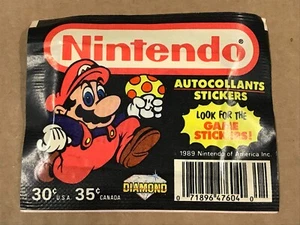 Nintendo®
AUTOCOLLANTS
STICKERS
LOOK FOR THE
GAME
STICKERS!
1989 Nintendo of America Inc.
30¢ U.S.A. 35¢ CANADA
DIAMOND
0 71896 47604 0